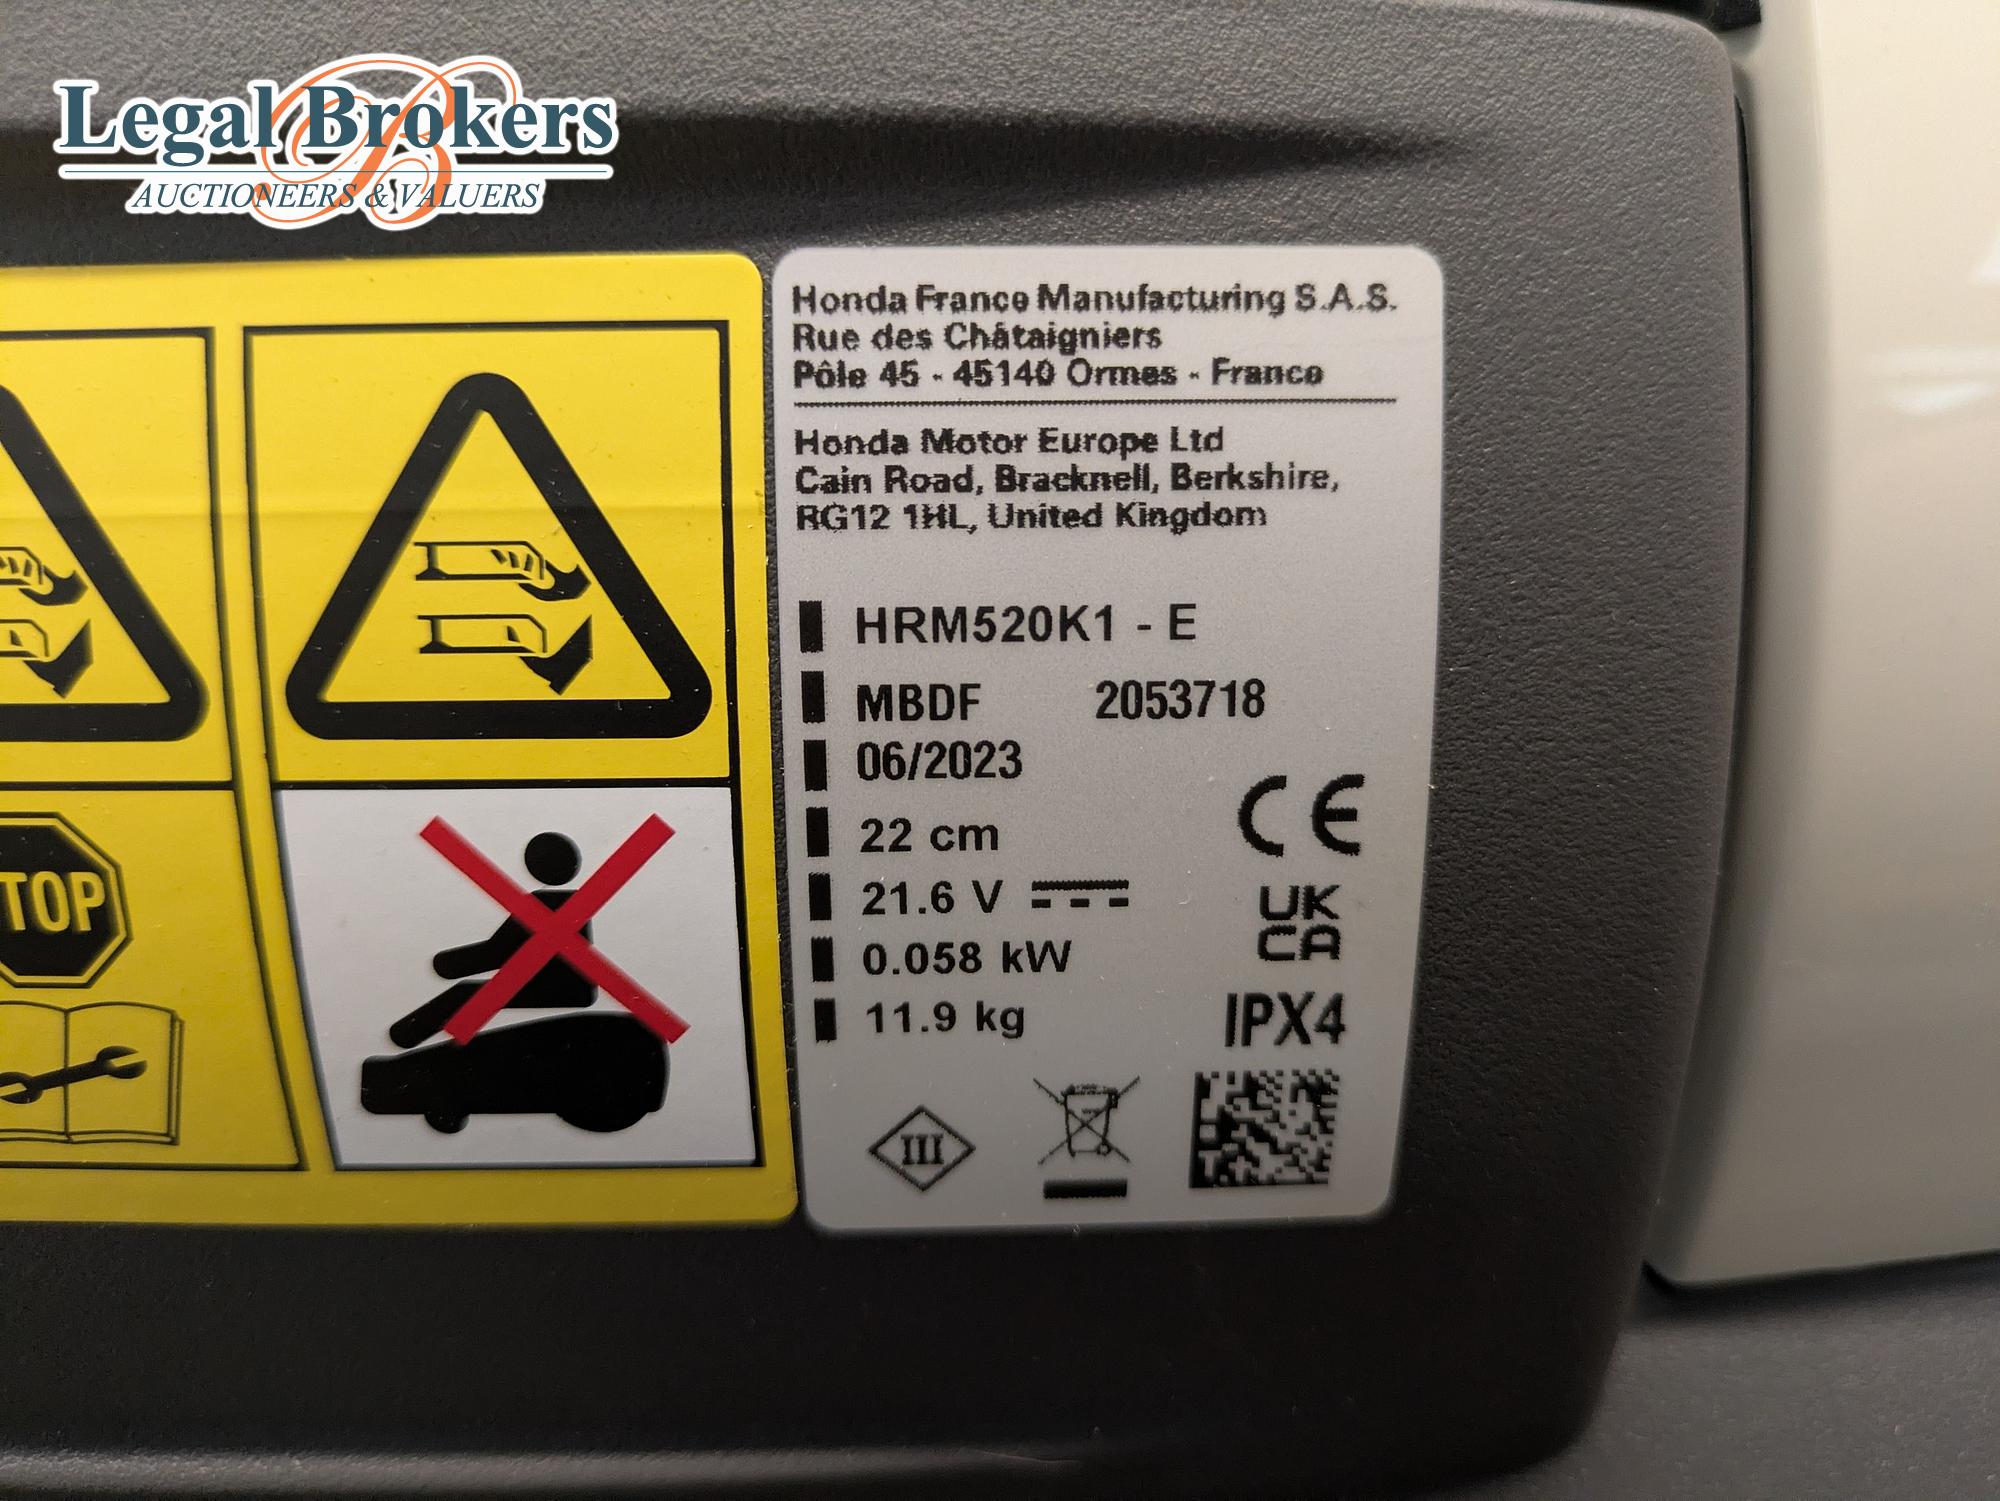 Legal Brokers
AUCTIONEERS & VALUERS
Honda France Manufacturing S.A.S.
Rue des Châtaigniers
Pôle 45 - 45140 Ormes - France
Honda Motor Europe Ltd
Cain Road, Bracknell, Berkshire,
RG12 1HL, United Kingdom
HRM520K1 - E
MBDF 2053718
06/2023
22 cm
21.6 V
0.058 kW
11.9 kg
CE
UK
CA
IPX4
III
TOP